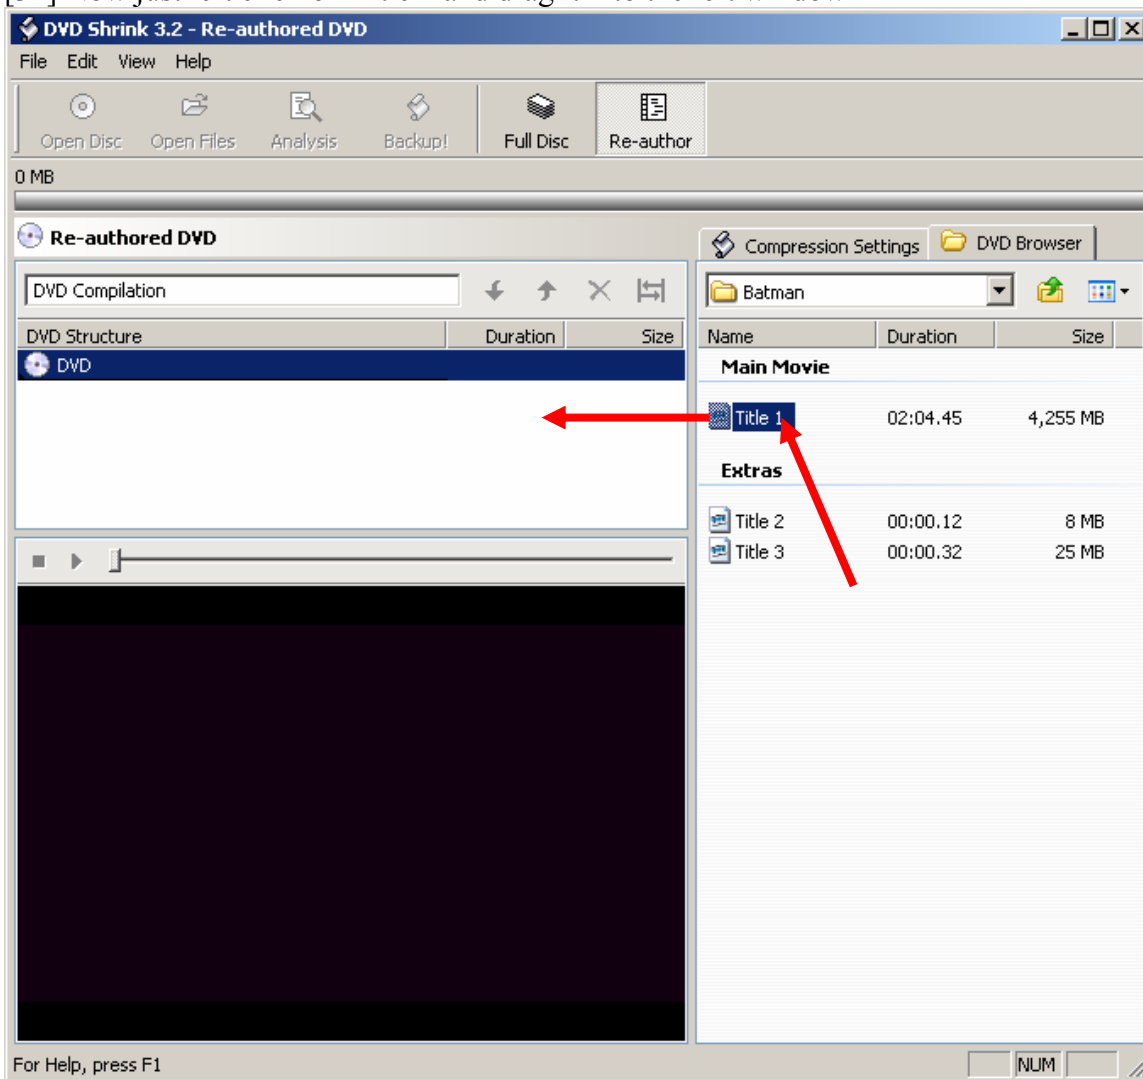 DVD Shrink 3.2 - Re-authored DVD
File Edit View Help
Open Disc Open Files Analysis Backup! Full Disc Re-author
0 MB
Re-authored DVD
Compression Settings DVD Browser
DVD Compilation
Batman
DVD Structure Duration Size
Name Duration Size
DVD
Main Movie
Title 1 02:04.45 4,255 MB
Extras
Title 2 00:00.12 8 MB
Title 3 00:00.32 25 MB
For Help, press F1
NUM